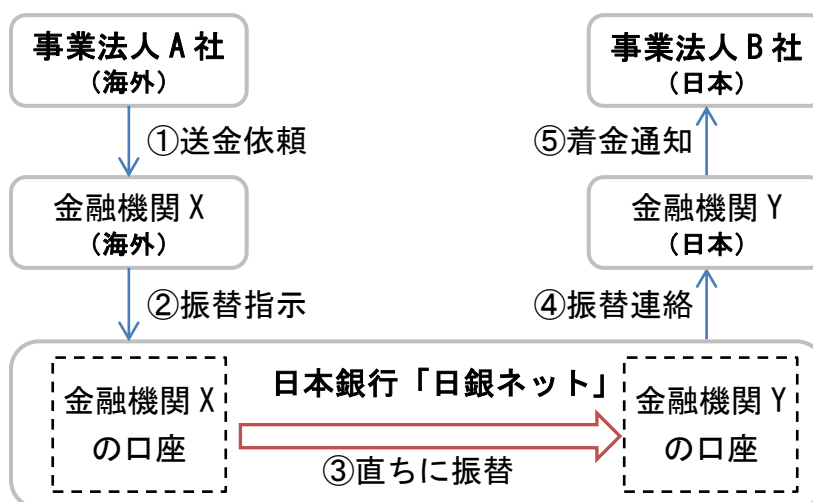 事業法人A社
（海外）
事業法人B社
（日本）
①送金依頼
⑤着金通知
金融機関X
（海外）
金融機関Y
（日本）
②振替指示
④振替連絡
日本銀行「日銀ネット」
金融機関X
の口座
金融機関Y
の口座
③直ちに振替